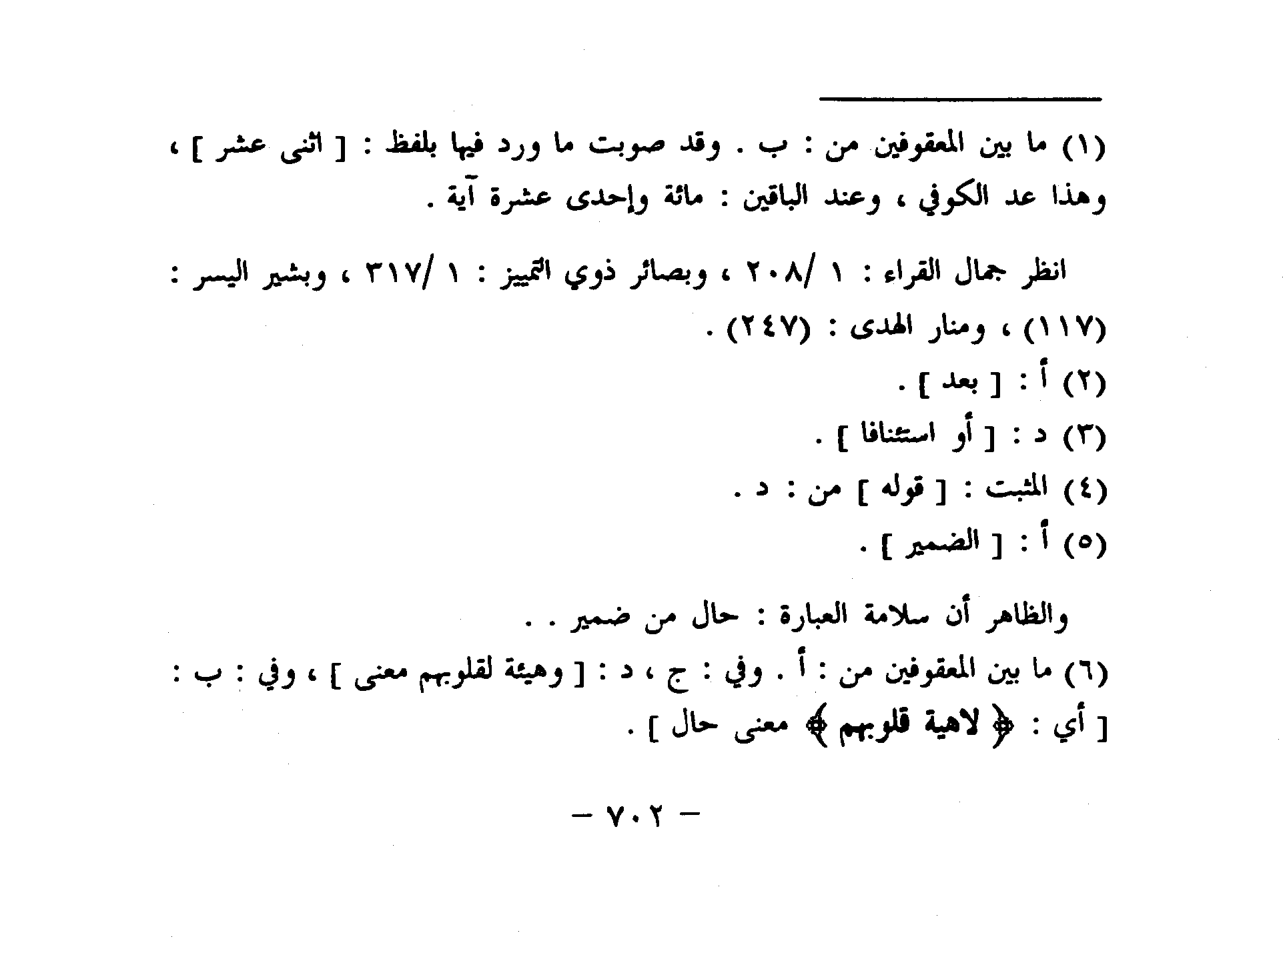 (١) ما بين المعقوفين من : ب . وقد صوبت ما ورد فيها بلفظ : [ اثنى عشر ] ،
وهذا عد الكوفي ، وعند الباقين : مائة وإحدى عشرة آية .
انظر جمال القراء : ١ /٢٠٨ ، وبصائر ذوي التمييز : ١ /٣١٧ ، وبشير اليسر :
(١١٧) ، ومنار الهدى : (٢٤٧) .
(٢) أ : [ بعد ] .
(٣) د : [ أو استئنافا ] .
(٤) المثبت : [ قوله ] من : د .
(٥) أ : [ الضمير ] .
والظاهر أن سلامة العبارة : حال من ضمير . .
(٦) ما بين المعقوفين من : أ . وفي : ج ، د : [ وهيئة لقلوبهم معنى ] ، وفي : ب :
[ أي : ﴿ لاهية قلوبهم ﴾ معنى حال ] .
– ٧٠٢ –